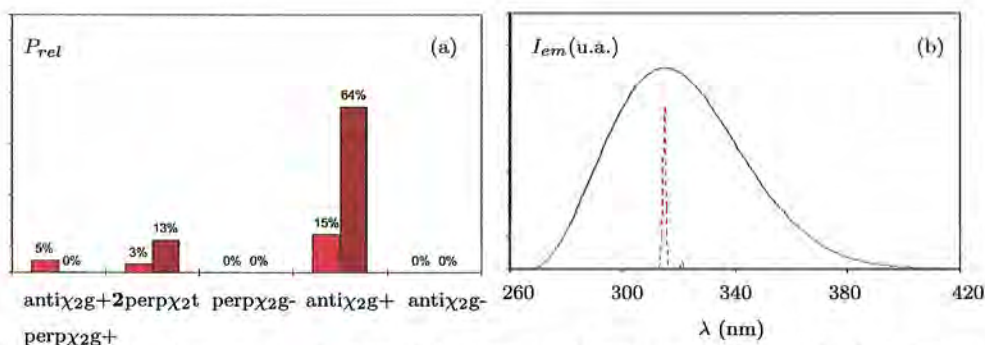 P_rel (a)
64%
15%
13%
5%
3%
0%
0% 0%
0% 0%
antiχ₂g+2perpχ₂t perpχ₂g- antiχ₂g+ antiχ₂g-
perpχ₂g+
I_em(u.a.) (b)
260 300 340 380 420
λ (nm)